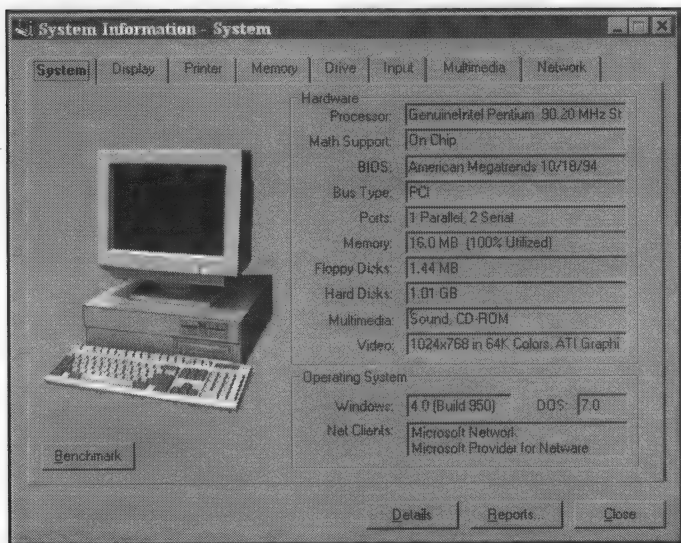 System Information - System
System Display Printer Memory Drive Input Multimedia Network
Hardware
Processor: GenuineIntel Pentium 90.20 MHz St
Math Support: On Chip
BIOS: American Megatrends 10/18/94
Bus Type: PCI
Ports: 1 Parallel, 2 Serial
Memory: 16.0 MB (100% Utilized)
Floppy Disks: 1.44 MB
Hard Disks: 1.01 GB
Multimedia: Sound, CD-ROM
Video: 1024x768 in 64K Colors, ATI Graphi
Operating System
Windows: 4.0 (Build 950) DOS: 7.0
Net Clients: Microsoft Network
Microsoft Provider for Netware
Benchmark
Details Reports... Close